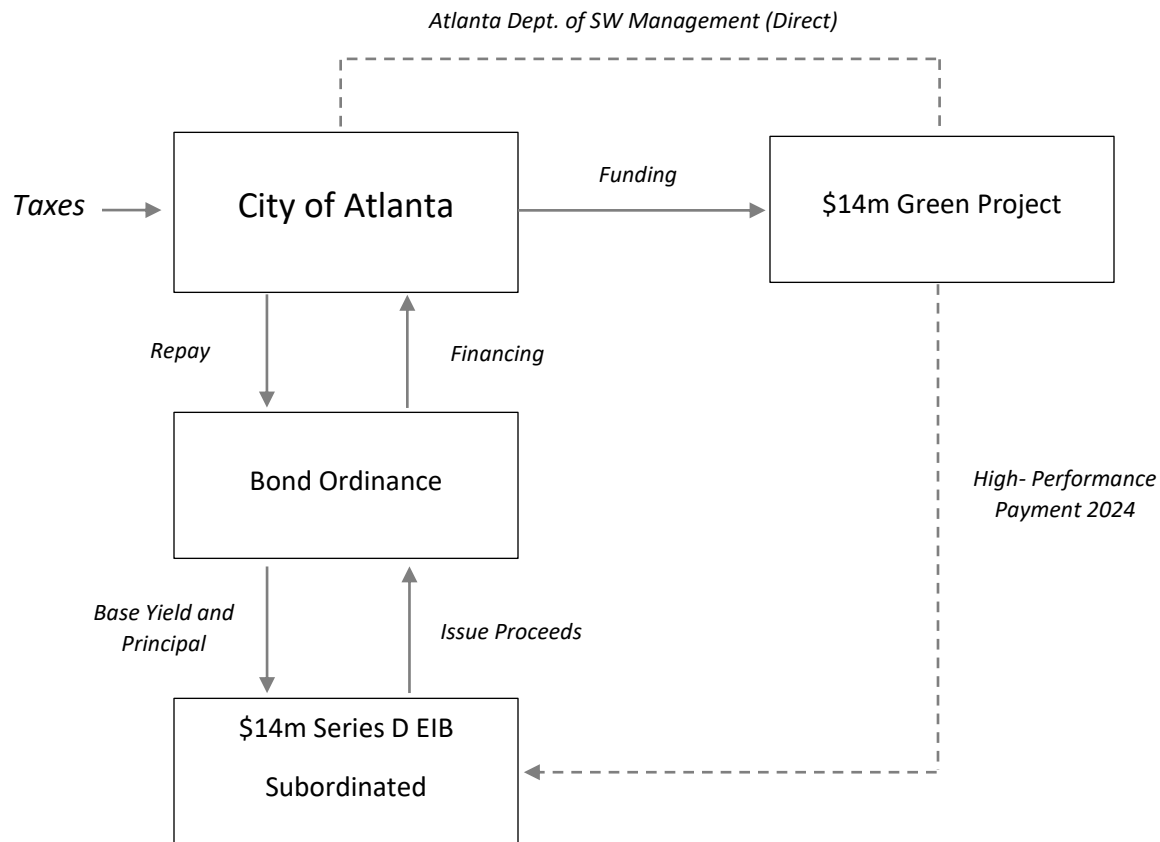 Atlanta Dept. of SW Management (Direct)
Taxes
City of Atlanta
Funding
$14m Green Project
Repay
Financing
Bond Ordinance
High- Performance
Payment 2024
Base Yield and
Principal
Issue Proceeds
$14m Series D EIB
Subordinated